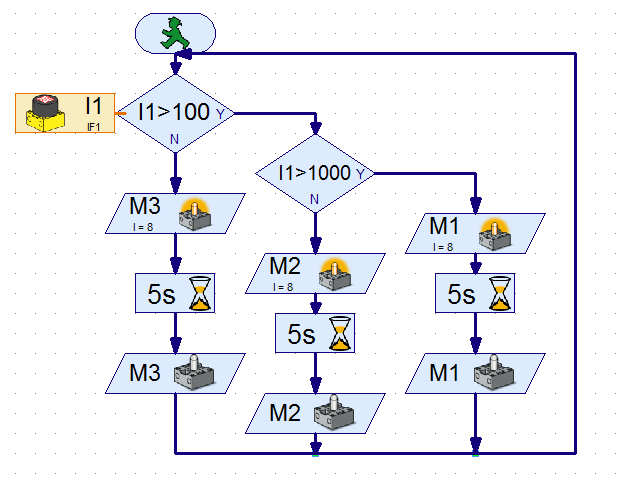 I1
IF1
I1>100
Y
N
I1>1000
Y
N
M3
I = 8
M1
I = 8
M2
I = 8
5s
5s
5s
M3
M1
M2